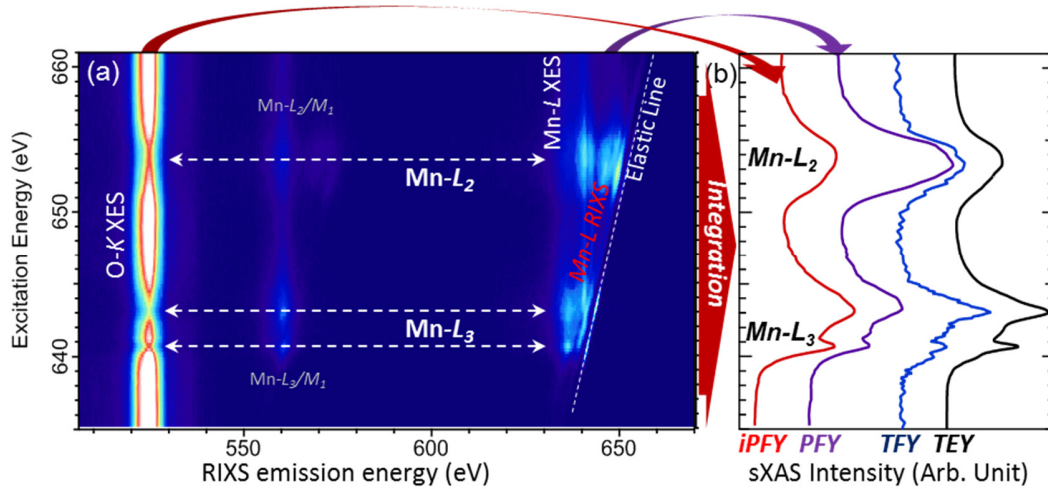 (a)
(b)
660
650
640
Excitation Energy (eV)
O-K XES
Mn-L2/M1
Mn-L XES
Elastic Line
Mn-L2
Mn-L RIXS
Mn-L3
Mn-L3/M1
550
600
650
RIXS emission energy (eV)
Integration
Mn-L2
Mn-L3
iPFY PFY TFY TEY
sXAS Intensity (Arb. Unit)